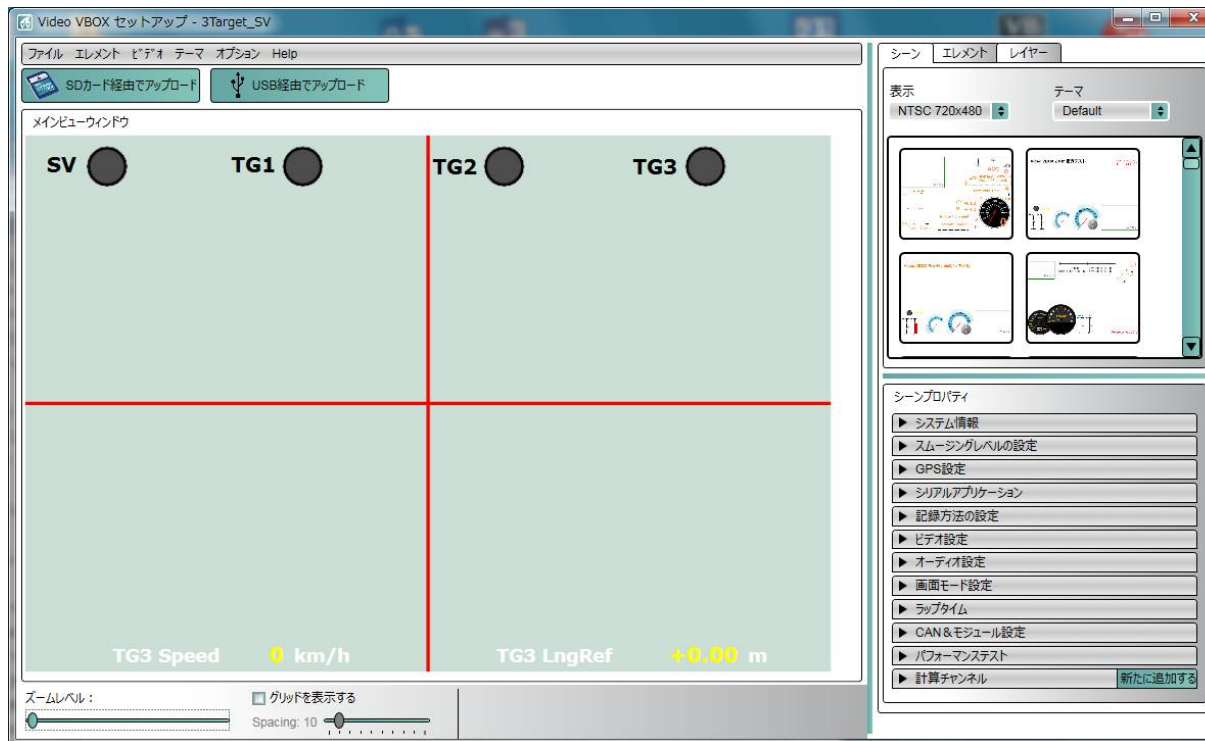 Video VBOX セットアップ - 3Target_SV
ファイル エレメント ビデオ テーマ オプション Help
SDカード経由でアップロード USB経由でアップロード
メインビューウィンドウ
SV TG1 TG2 TG3
TG3 Speed 0 km/h TG3 LngRef +0.00 m
ズームレベル :
グリッドを表示する
Spacing: 10
シーン エレメント レイヤー
表示 テーマ
NTSC 720x480 Default
シーンプロパティ
システム情報
スムージングレベルの設定
GPS設定
シリアルアプリケーション
記録方法の設定
ビデオ設定
オーディオ設定
画面モード設定
ラップタイム
CAN&モジュール設定
パフォーマンステスト
計算チャンネル 新たに追加する